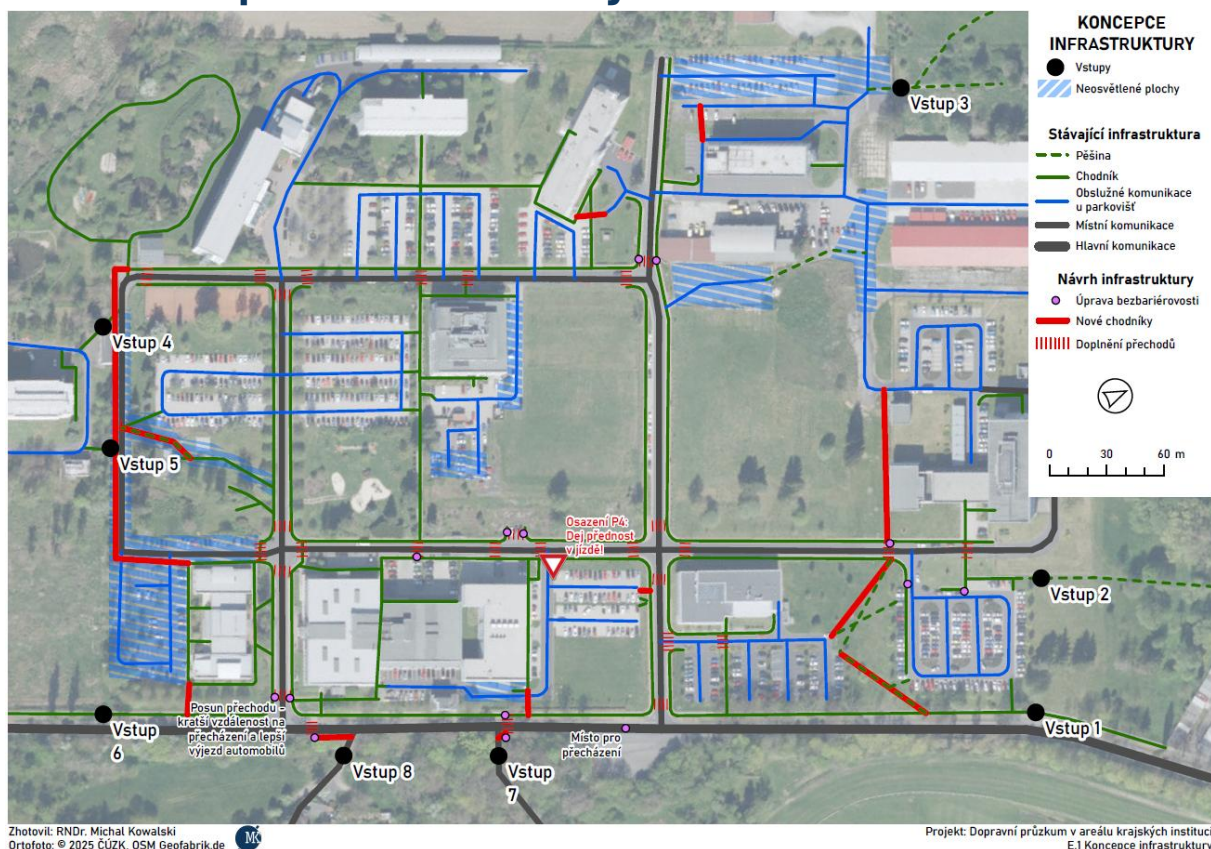 KONCEPCE
INFRASTRUKTURY
Vstupy
Neosvětlené plochy
Stávající infrastruktura
Pěšina
Chodník
Obslužné komunikace
u parkovišť
Místní komunikace
Hlavní komunikace
Návrh infrastruktury
Úprava bezbariérovosti
Nové chodníky
Doplnění přechodů
0 30 60 m
Vstup 3
Vstup 4
Vstup 5
Osazení P4:
Dej přednost
v jízdě!
Vstup 2
Vstup 1
Vstup
6
Posun přechodu -
kratší vzdálenost na
přecházení a lepší
výjezd automobilů
Místo pro
přecházení
Vstup 8
Vstup
7
Zhotovil: RNDr. Michal Kowalski
Ortofoto: © 2025 ČÚZK, OSM Geofabrik.de
MK
Projekt: Dopravní průzkum v areálu krajských institucí
E.1 Koncepce infrastruktury